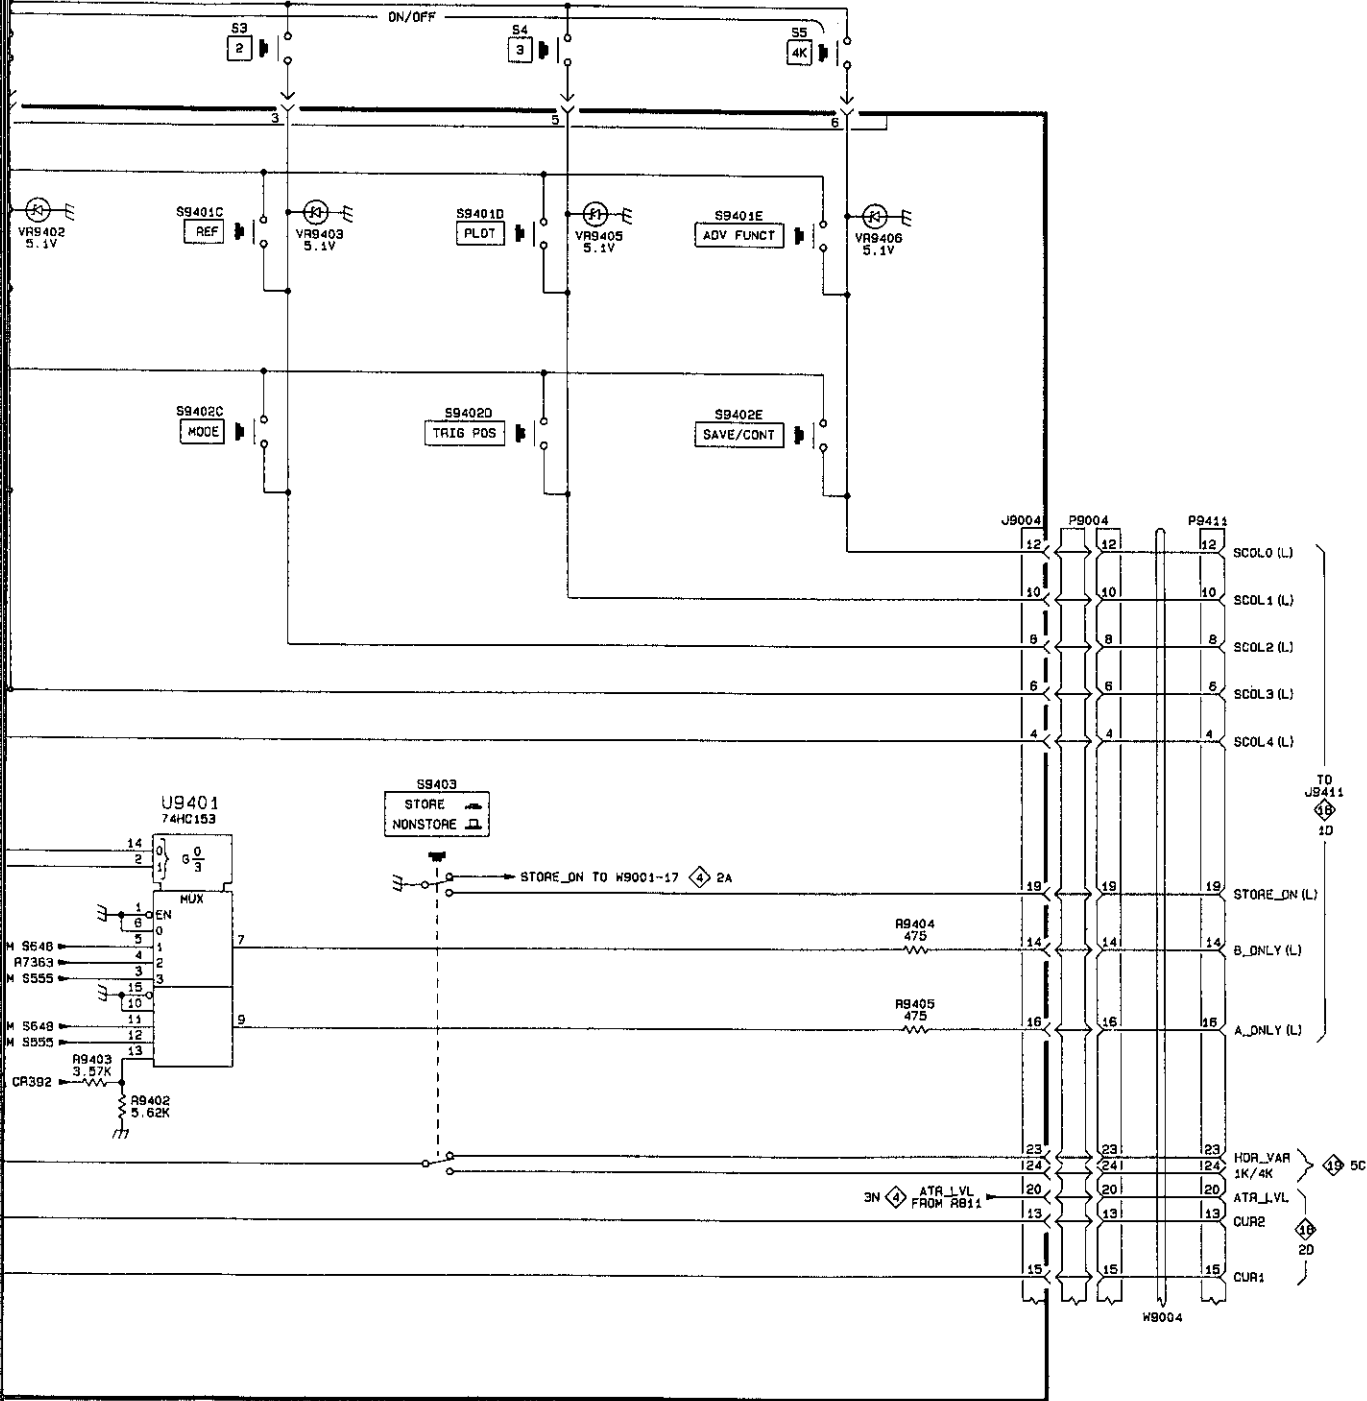 ON/OFF
S3
2
S4
3
S5
4K
3
5
6
VR9402
5.1V
S9401C
REF
VR9403
5.1V
S9401D
PLOT
VR9405
5.1V
S9401E
ADV FUNCT
VR9406
5.1V
S9402C
MODE
S9402D
TRIG POS
S9402E
SAVE/CONT
J9004
P9004
P9411
12 12 12 SCOL0 (L)
10 10 10 SCOL1 (L)
8 8 8 SCOL2 (L)
6 6 6 SCOL3 (L)
4 4 4 SCOL4 (L)
TO
J9411
18
1D
U9401
74HC153
14 0
2 1
G 0/3
MUX
1 EN
6 0
5 1
4 2
3 3
15
10
11
12
13
7
9
M S648
R7363
M S555
M S648
M S555
CR392
R9403
3.57K
R9402
5.62K
S9403
STORE
NONSTORE
STORE_ON TO W9001-17 4 2A
19 19 19 STORE_ON (L)
R9404
475
14 14 14 B_ONLY (L)
R9405
475
16 16 16 A_ONLY (L)
23 23 23 HOR_VAR
24 24 24 1K/4K
19 5C
3N 4 ATR_LVL
FROM R811
20 20 20 ATR_LVL
13 13 13 CUR2
18
2D
15 15 15 CUR1
W9004